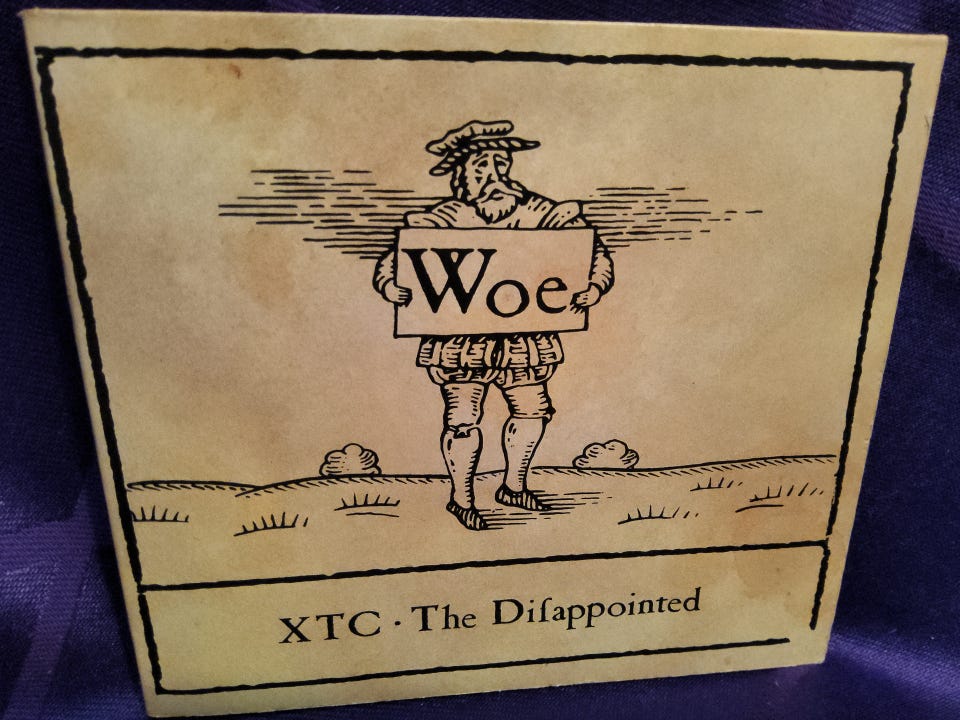 Woe
XTC · The Diſappointed